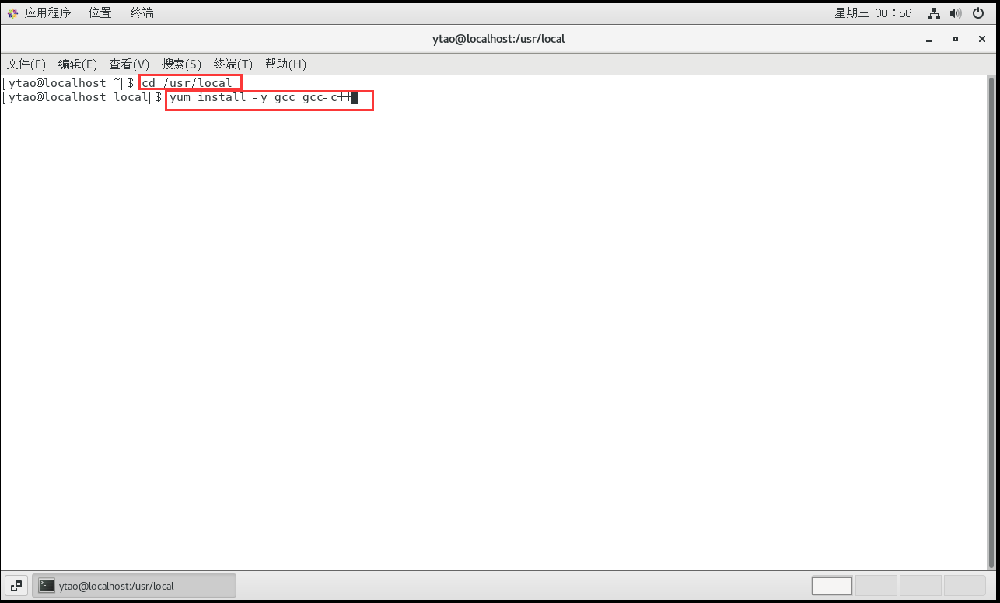 应用程序 位置 终端 星期三 00：56
ytao@localhost:/usr/local
文件(F) 编辑(E) 查看(V) 搜索(S) 终端(T) 帮助(H)
[ytao@localhost ~]$ cd /usr/local
[ytao@localhost local]$ yum install -y gcc gcc-c++
ytao@localhost:/usr/local